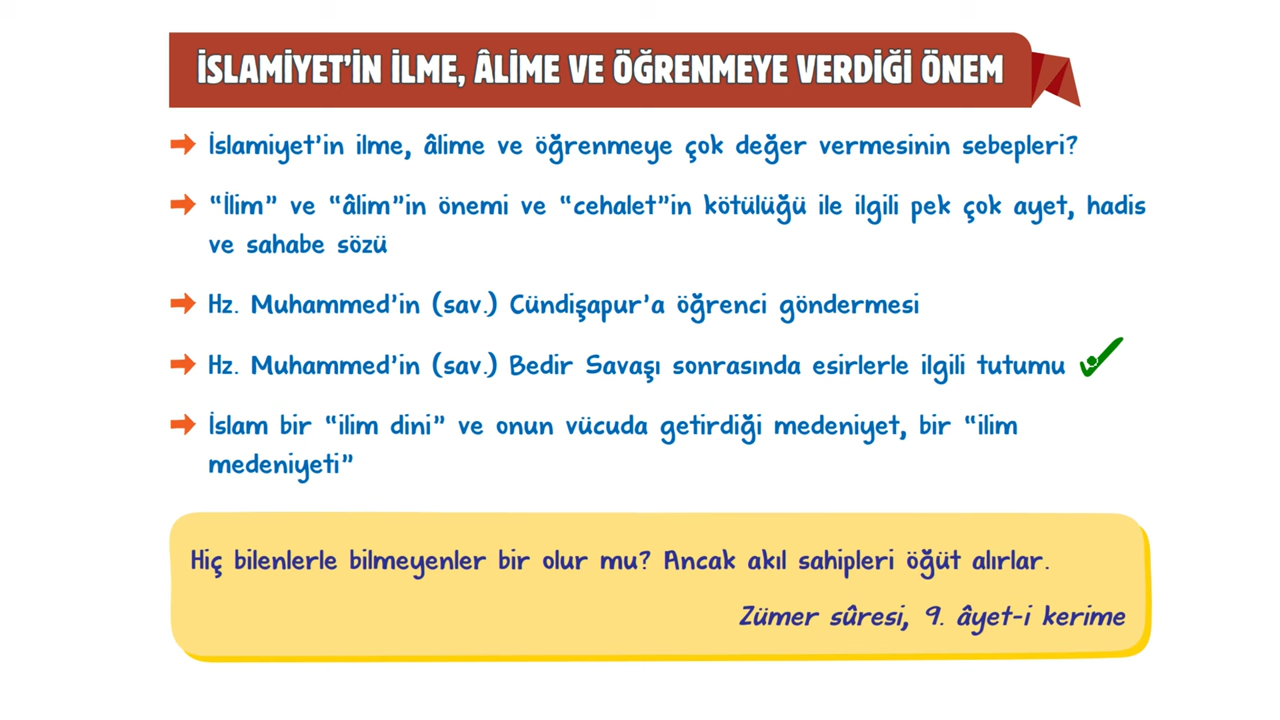 İSLAMİYET’İN İLME, ÂLİME VE ÖĞRENMEYE VERDİĞİ ÖNEM
İslamiyet’in ilme, âlime ve öğrenmeye çok değer vermesinin sebepleri?
“İlim” ve “âlim”in önemi ve “cehalet”in kötülüğü ile ilgili pek çok ayet, hadis
ve sahabe sözü
Hz. Muhammed’in (sav.) Cündişapur’a öğrenci göndermesi
Hz. Muhammed’in (sav.) Bedir Savaşı sonrasında esirlerle ilgili tutumu
İslam bir “ilim dini” ve onun vücuda getirdiği medeniyet, bir “ilim
medeniyeti”
Hiç bilenlerle bilmeyenler bir olur mu? Ancak akıl sahipleri öğüt alırlar.
Zümer sûresi, 9. âyet-i kerime